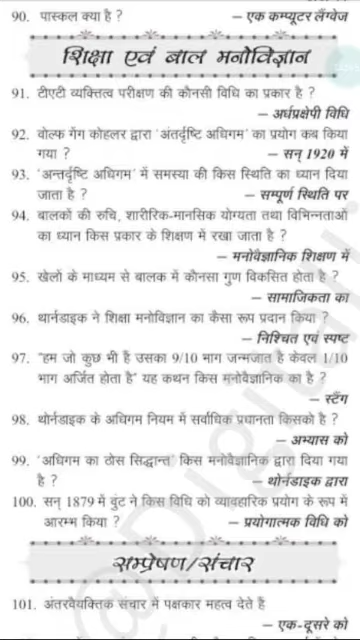 90. पास्कल क्या है ? – एक कम्प्यूटर लैंग्वेज
शिक्षा एवं बाल मनोविज्ञान
91. टीएटी व्यक्तित्व परीक्षण की कौनसी विधि का प्रकार है ?
– अर्धप्रक्षेपी विधि
92. वोल्फ गेंग कोहलर द्वारा 'अंतर्दृष्टि अधिगम' का प्रयोग कब किया
गया ? – सन् 1920 में
93. 'अन्तर्दृष्टि अधिगम' में समस्या की किस स्थिति का ध्यान दिया
जाता है ? – सम्पूर्ण स्थिति पर
94. बालकों की रुचि, शारीरिक-मानसिक योग्यता तथा विभिन्नताओं
का ध्यान किस प्रकार के शिक्षण में रखा जाता है ?
– मनोवैज्ञानिक शिक्षण में
95. खेलों के माध्यम से बालक में कौनसा गुण विकसित होता है ?
– सामाजिकता का
96. थार्नडाइक ने शिक्षा मनोविज्ञान का कैसा रूप प्रदान किया ?
– निश्चित एवं स्पष्ट
97. "हम जो कुछ भी हैं उसका 9/10 भाग जन्मजात है केवल 1/10
भाग अर्जित होता है" यह कथन किस मनोवैज्ञानिक का है ?
– स्टैंग
98. थोर्नडाइक के अधिगम नियम में सर्वाधिक प्रधानता किसको है ?
– अभ्यास को
99. 'अधिगम का ठोस सिद्धान्त' किस मनोवैज्ञानिक द्वारा दिया गया
है ? – थोर्नडाइक द्वारा
100. सन् 1879 में वुंट ने किस विधि को व्यावहारिक प्रयोग के रूप में
आरम्भ किया ? – प्रयोगात्मक विधि को
सम्प्रेषण/संचार
101. अंतरवैयक्तिक संचार में पक्षकार महत्व देते हैं
– एक-दूसरे को